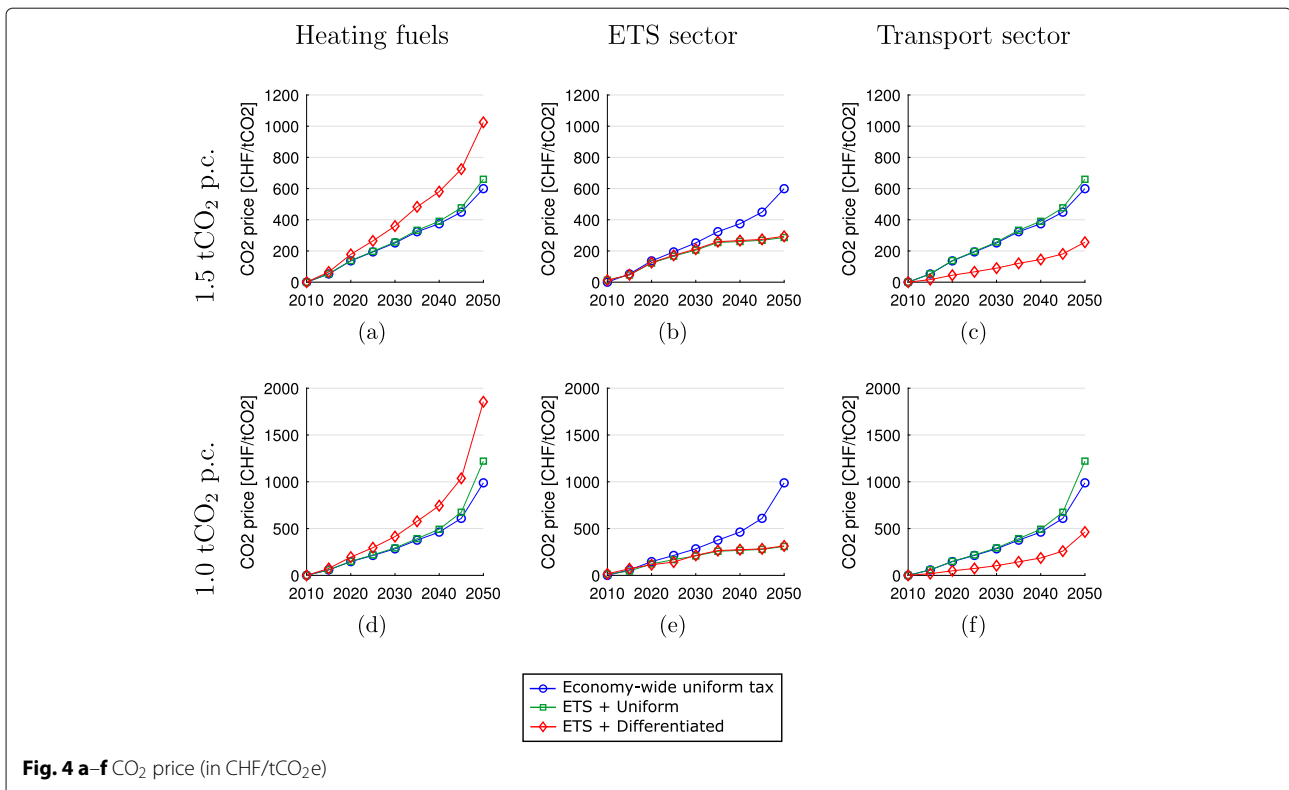 Heating fuels
ETS sector
Transport sector
1.5 tCO₂ p.c.
CO2 price [CHF/tCO2]
1200
1000
800
600
400
200
0
2010 2020 2030 2040 2050
(a)
CO2 price [CHF/tCO2]
1200
1000
800
600
400
200
0
2010 2020 2030 2040 2050
(b)
CO2 price [CHF/tCO2]
1200
1000
800
600
400
200
0
2010 2020 2030 2040 2050
(c)
1.0 tCO₂ p.c.
CO2 price [CHF/tCO2]
2000
1500
1000
500
0
2010 2020 2030 2040 2050
(d)
CO2 price [CHF/tCO2]
2000
1500
1000
500
0
2010 2020 2030 2040 2050
(e)
CO2 price [CHF/tCO2]
2000
1500
1000
500
0
2010 2020 2030 2040 2050
(f)
Economy-wide uniform tax
ETS + Uniform
ETS + Differentiated
Fig. 4 a–f CO₂ price (in CHF/tCO₂e)